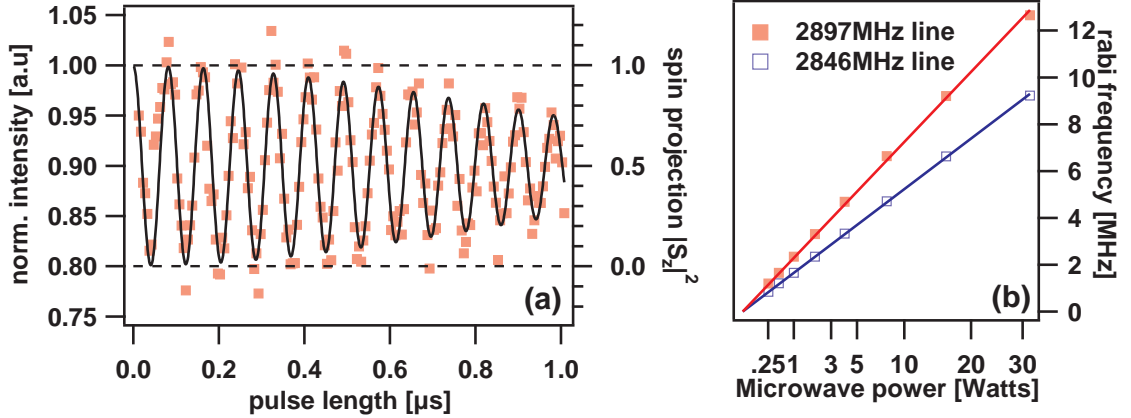 1.05
1.00
0.95
0.90
0.85
0.80
0.75
norm. intensity [a.u]
0.0 0.2 0.4 0.6 0.8 1.0
pulse length [µs]
1.0
0.5
0.0
spin projection |S_z|^2
(a)
2897MHz line
2846MHz line
12
10
8
6
4
2
0
rabi frequency [MHz]
(b)
.25 1 3 5 10 20 30
Microwave power [Watts]